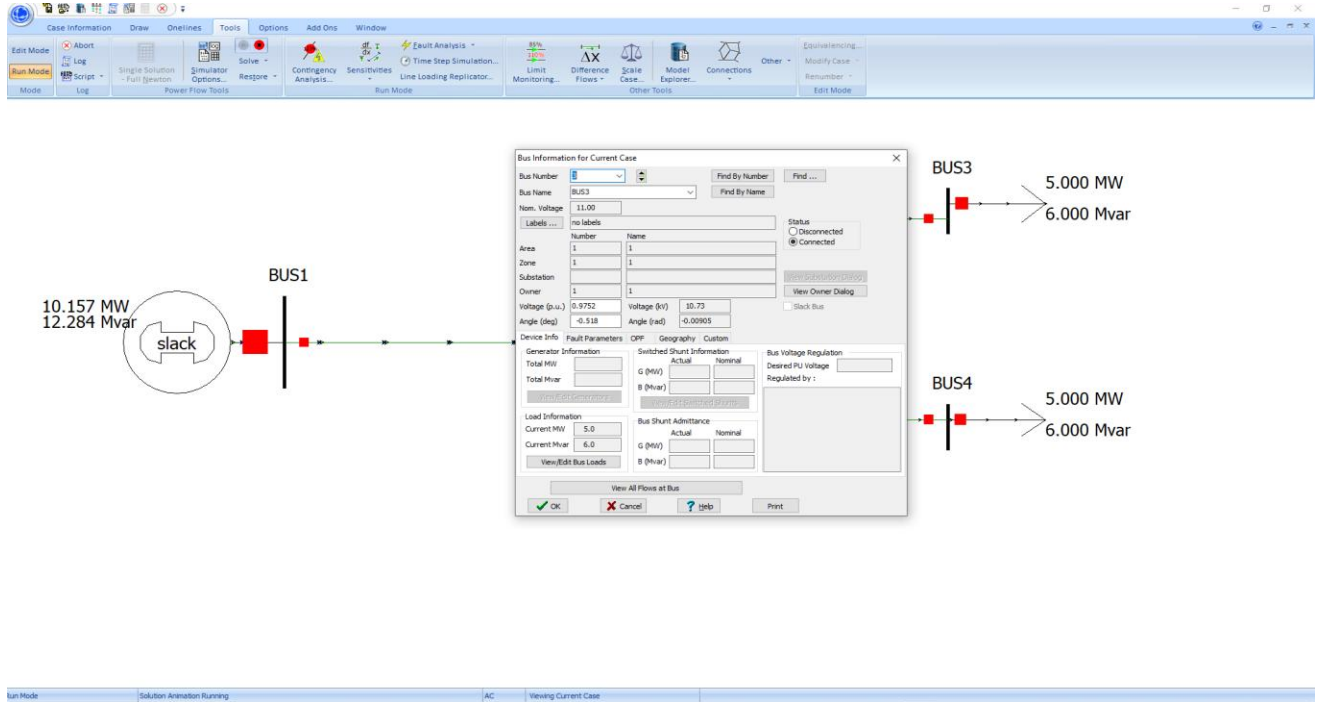 Case Information Draw Onelines Tools Options Add Ons Window
Edit Mode
Run Mode
Mode
Abort
Log
Script
Log
Single Solution
- Full Newton
Simulator
Options...
Solve
Restore
Power Flow Tools
Contingency
Analysis...
Sensitivities
Fault Analysis
Time Step Simulation...
Line Loading Replicator...
Run Mode
Limit
Monitoring...
Difference
Flows
Scale
Case...
Model
Explorer...
Connections
Other
Other Tools
Equivalencing...
Modify Case
Renumber
Edit Mode
10.157 MW
12.284 Mvar
slack
BUS1
Bus Information for Current Case
Bus Number 3 Find By Number Find ...
Bus Name BUS3 Find By Name
Nom. Voltage 11.00
Labels ... no labels
Status
Disconnected
Connected
Number Name
Area 1 1
Zone 1 1
Substation View Substation Dialog
Owner 1 1 View Owner Dialog
Voltage (p.u.) 0.9752 Voltage (kV) 10.73 Slack Bus
Angle (deg) -0.518 Angle (rad) -0.00905
Device Info Fault Parameters OPF Geography Custom
Generator Information
Total MW
Total Mvar
View/Edit Generators
Switched Shunt Information
Actual Nominal
G (MW)
B (Mvar)
View/Edit Switched Shunts
Bus Voltage Regulation
Desired PU Voltage
Regulated by :
Load Information
Current MW 5.0
Current Mvar 6.0
View/Edit Bus Loads
Bus Shunt Admittance
Actual Nominal
G (MW)
B (Mvar)
View All Flows at Bus
OK Cancel Help Print
BUS3
5.000 MW
6.000 Mvar
BUS4
5.000 MW
6.000 Mvar
Run Mode Solution Animation Running AC Viewing Current Case